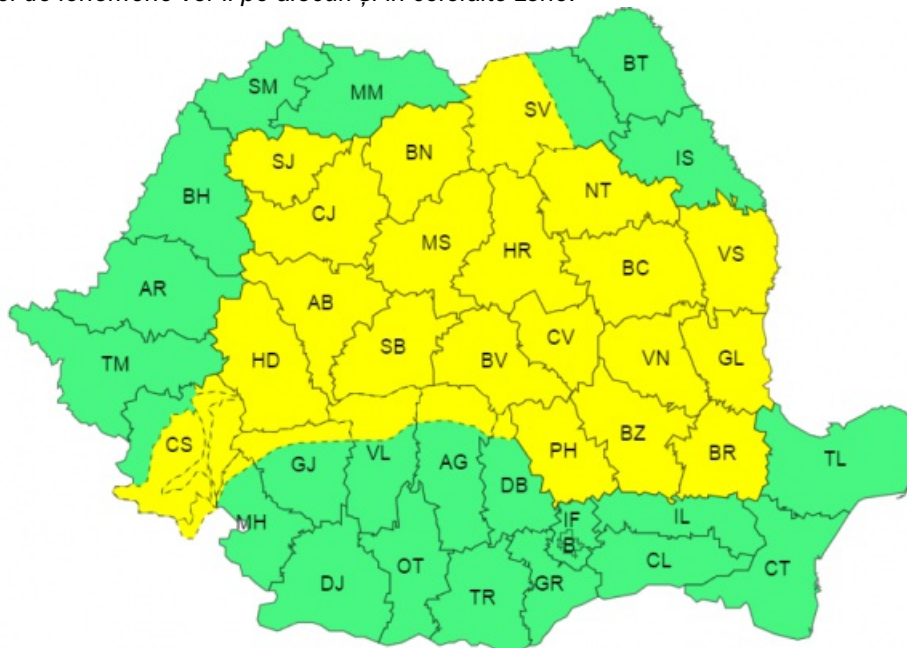 de fenomene vor fi pe alocuri și în celelalte zone.
BT
SM
MM
SV
BN
IS
SJ
NT
BH
CJ
MS
HR
BC
VS
AR
AB
SB
BV
CV
VN
GL
HD
TM
CS
PH
BZ
BR
TL
GJ
VL
AG
DB
IF
IL
MH
B
CL
CT
DJ
OT
TR
GR